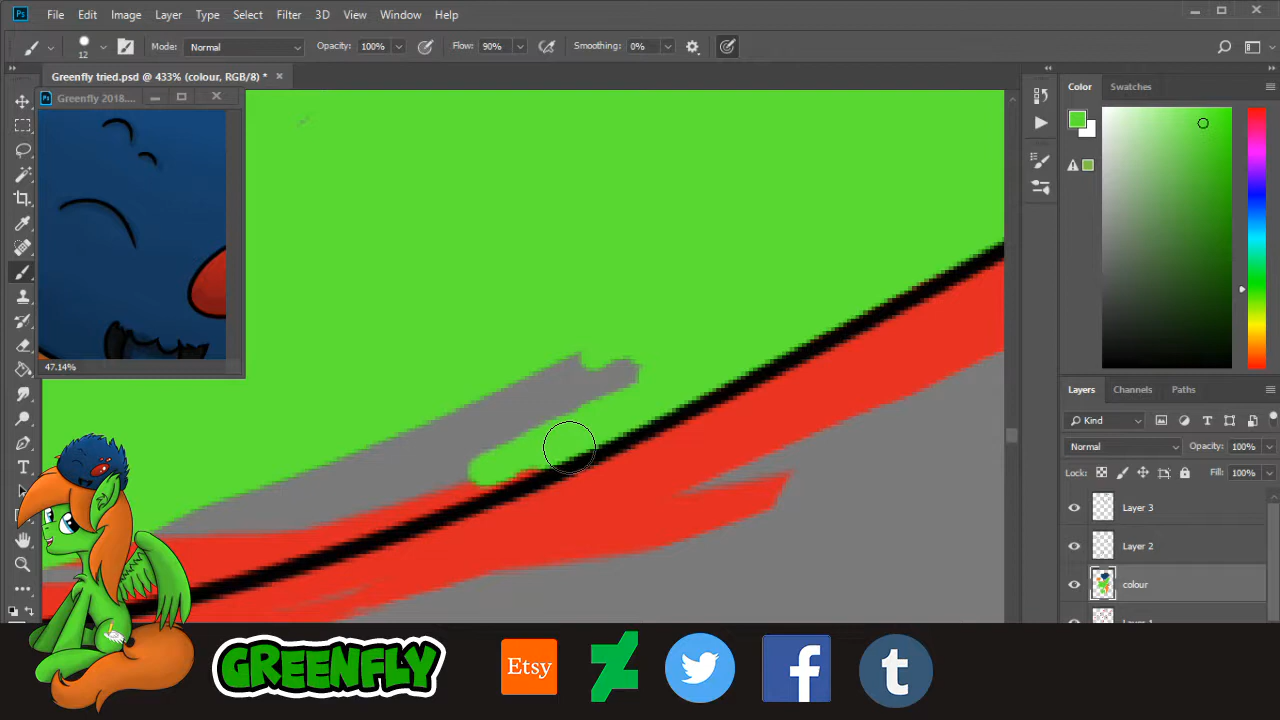 Ps File Edit Image Layer Type Select Filter 3D View Window Help
12 Mode: Normal Opacity: 100% Flow: 90% Smoothing: 0%
Greenfly tried.psd @ 433% (colour, RGB/8) *
Greenfly 2018....
47.14%
Color Swatches
Layers Channels Paths
Kind
Normal Opacity: 100%
Lock: Fill: 100%
Layer 3
Layer 2
colour
GREENFLY Etsy f t